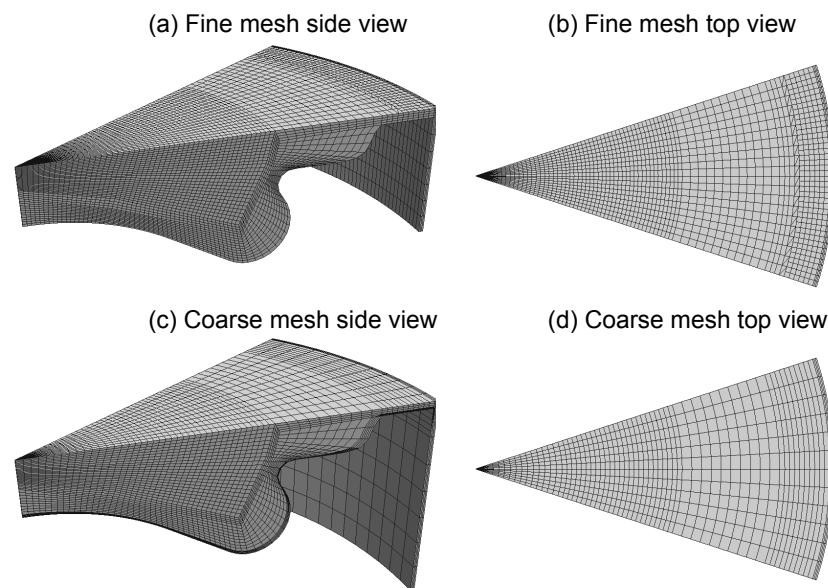 (a) Fine mesh side view
(b) Fine mesh top view
(c) Coarse mesh side view
(d) Coarse mesh top view